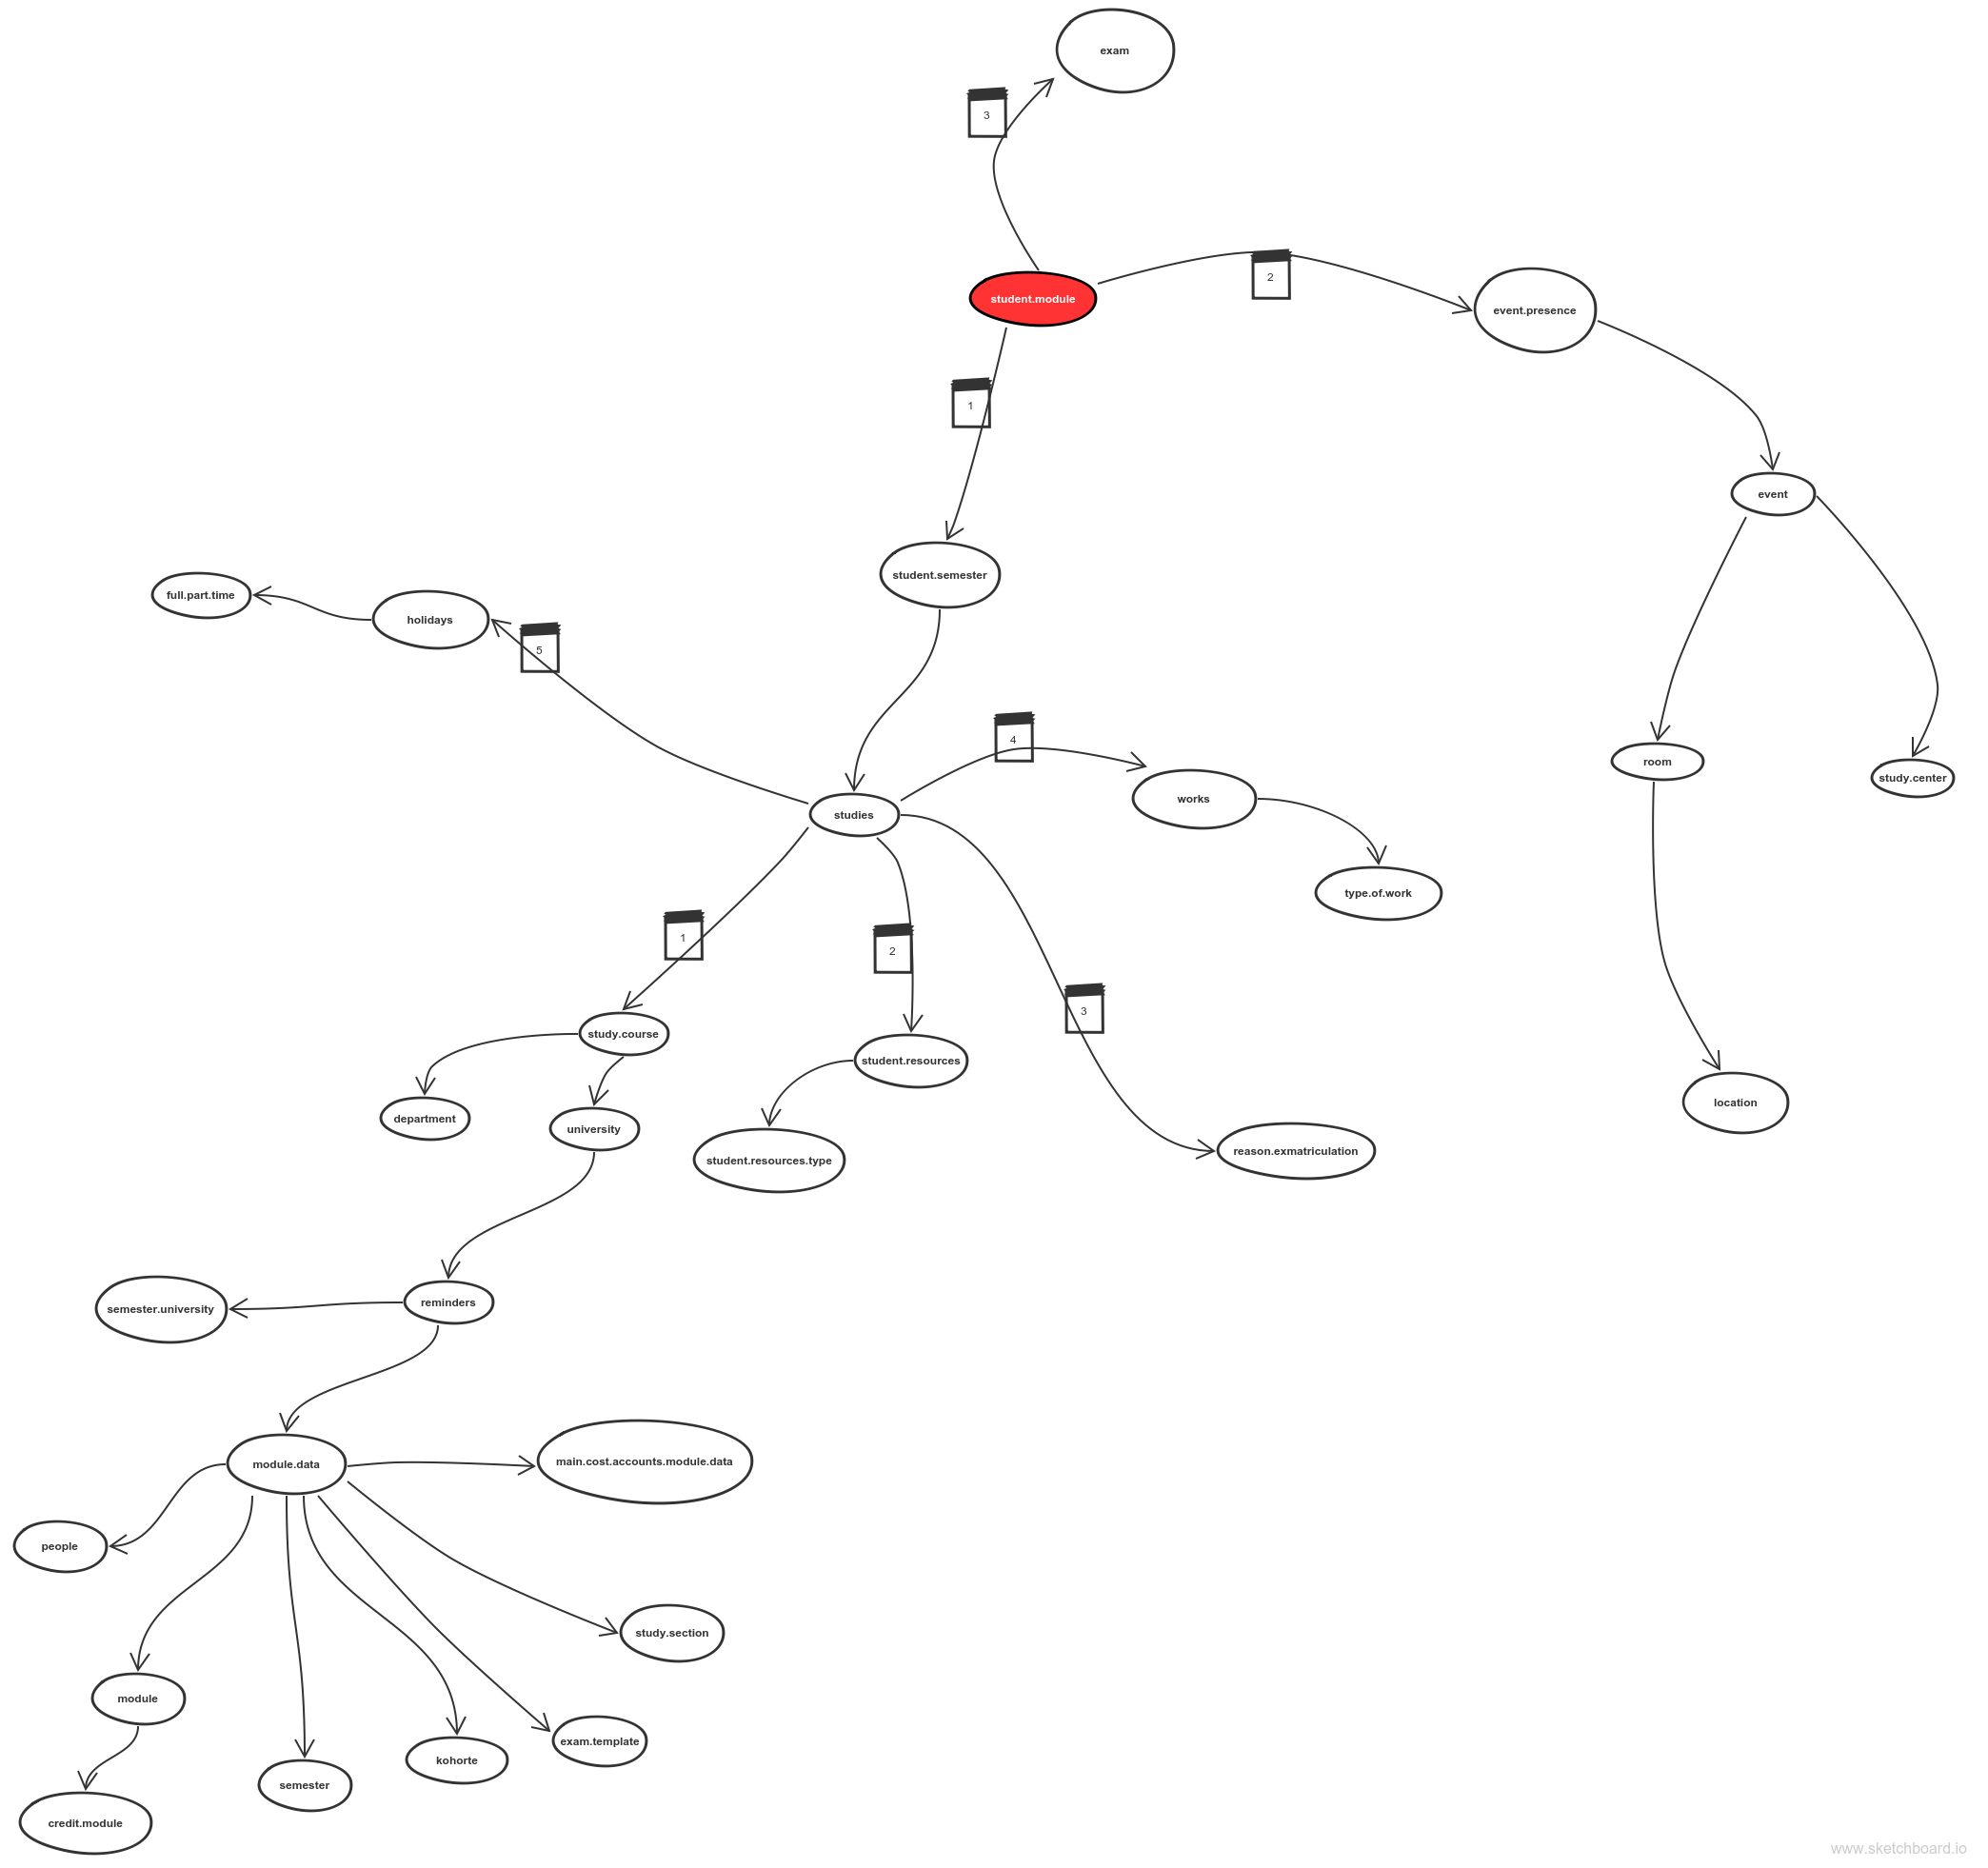 exam
3
student.module
2
event.presence
1
event
student.semester
full.part.time
holidays
5
4
room
study.center
works
studies
type.of.work
1
2
3
study.course
student.resources
department
university
location
student.resources.type
reason.exmatriculation
semester.university
reminders
module.data
main.cost.accounts.module.data
people
study.section
module
exam.template
kohorte
semester
credit.module
www.sketchboard.io